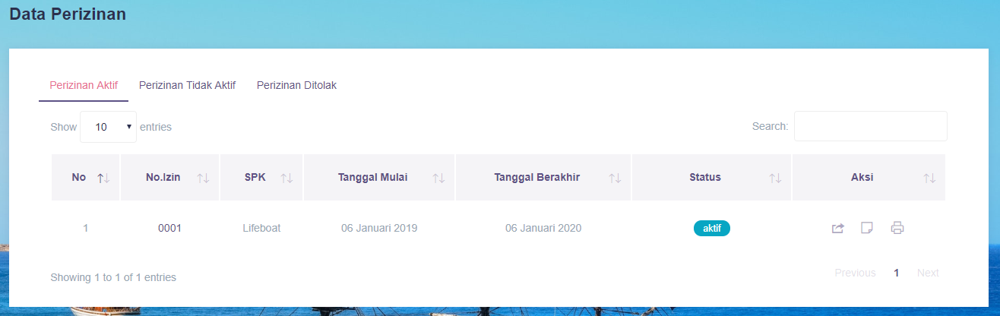 Data Perizinan
Perizinan Aktif Perizinan Tidak Aktif Perizinan Ditolak
Show 10 entries Search:
No No.Izin SPK Tanggal Mulai Tanggal Berakhir Status Aksi
1 0001 Lifeboat 06 Januari 2019 06 Januari 2020 aktif
Showing 1 to 1 of 1 entries Previous 1 Next